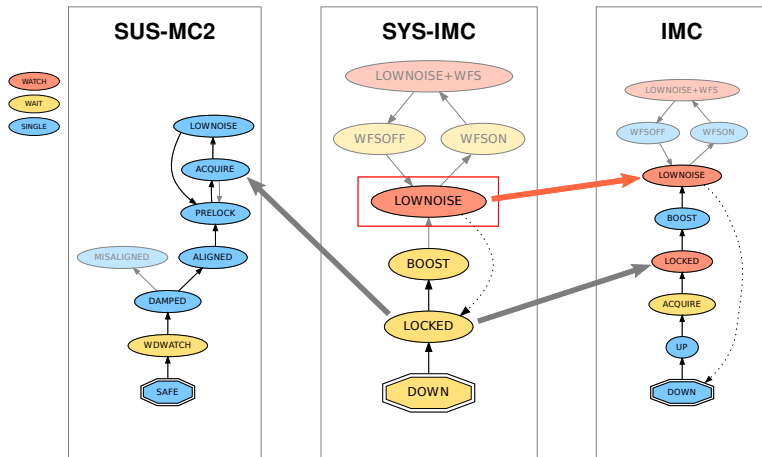 SUS-MC2
SYS-IMC
IMC
WATCH
WAIT
SINGLE
LOWNOISE
ACQUIRE
PRELOCK
MISALIGNED
ALIGNED
DAMPED
WDWATCH
SAFE
LOWNOISE+WFS
WFSOFF
WFSON
LOWNOISE
BOOST
LOCKED
DOWN
LOWNOISE+WFS
WFSOFF
WFSON
LOWNOISE
BOOST
LOCKED
ACQUIRE
UP
DOWN